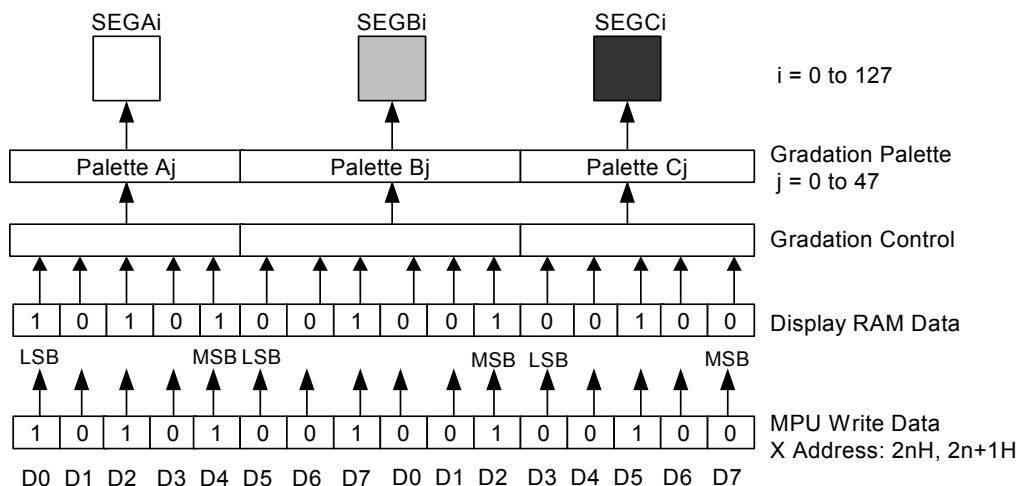 SEGAi SEGBi SEGCi
i = 0 to 127
Palette Aj Palette Bj Palette Cj
Gradation Palette
j = 0 to 47
Gradation Control
1 0 1 0 1 0 0 1 0 0 1 0 0 1 0 0
Display RAM Data
LSB MSB LSB MSB LSB MSB
1 0 1 0 1 0 0 1 0 0 1 0 0 1 0 0
MPU Write Data
X Address: 2nH, 2n+1H
D0 D1 D2 D3 D4 D5 D6 D7 D0 D1 D2 D3 D4 D5 D6 D7